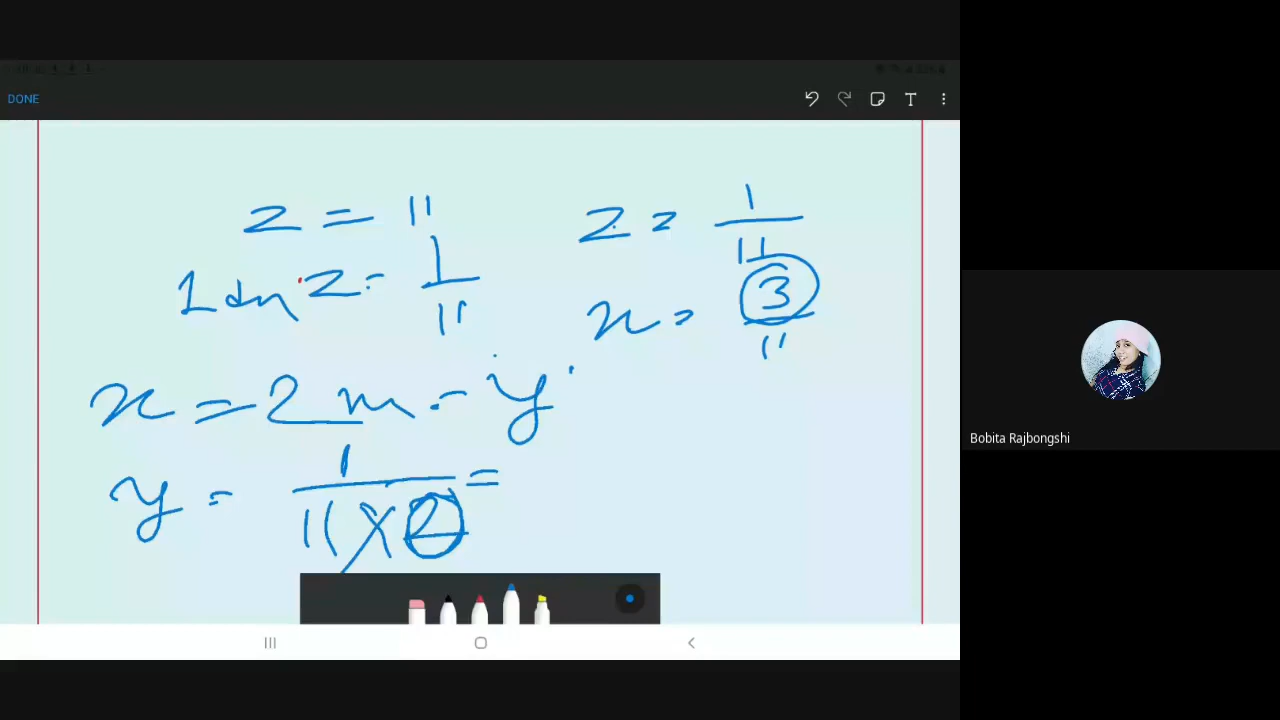 DONE
z = 11
z = 1/11
1 day z = 1/11
x = 3/11
x = 2 m = y
y = 1/11×2 =
Bobita Rajbongshi